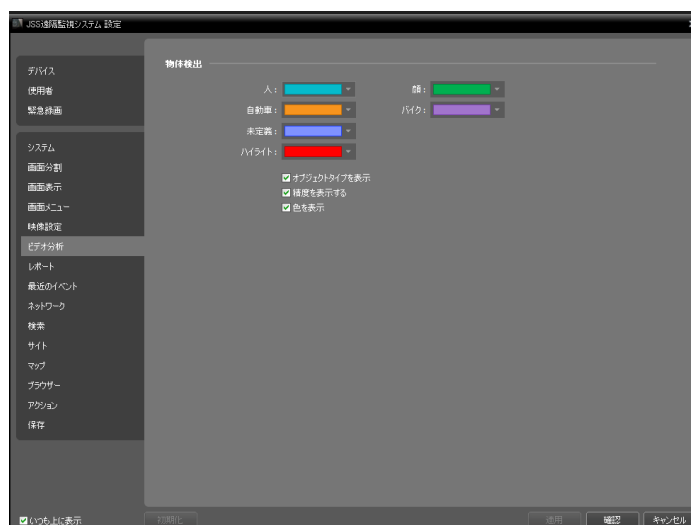 JSS遠隔監視システム 設定
デバイス
使用者
緊急録画
システム
画面分割
画面表示
画面メニュー
映像設定
ビデオ分析
レポート
最近のイベント
ネットワーク
検索
サイト
マップ
ブラウザー
アクション
保存
物体検出
人: 顔:
自動車: バイク:
未定義:
ハイライト:
オブジェクトタイプを表示
精度を表示する
色を表示
いつも上に表示 初期化 適用 確認 キャンセル